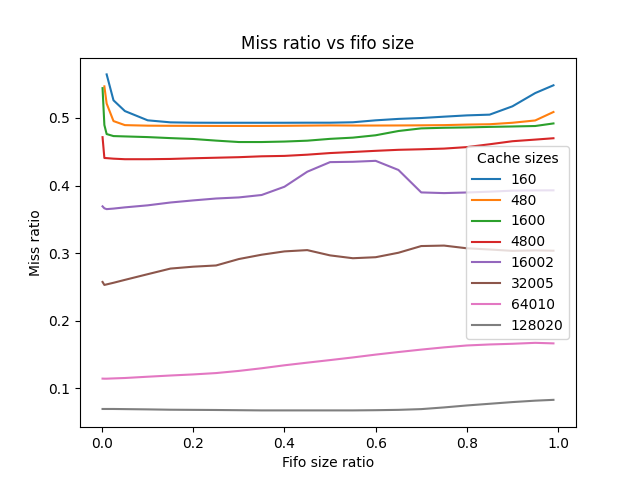 Miss ratio vs fifo size
Miss ratio
0.5
0.4
0.3
0.2
0.1
Cache sizes
160
480
1600
4800
16002
32005
64010
128020
0.0 0.2 0.4 0.6 0.8 1.0
Fifo size ratio